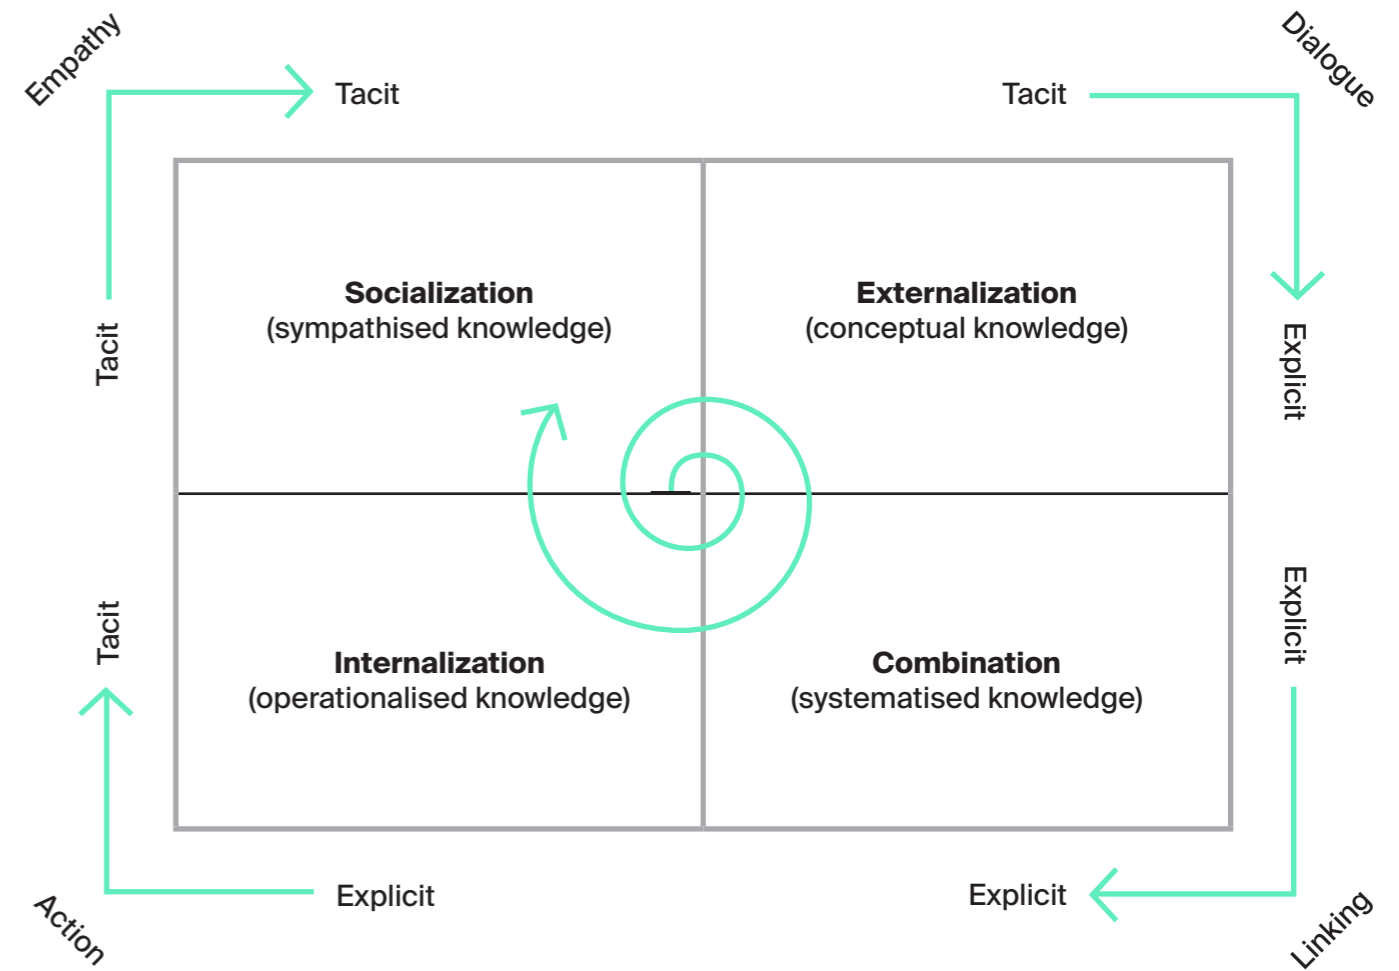 Empathy
Dialogue
Tacit
Tacit
Socialization
(sympathised knowledge)
Externalization
(conceptual knowledge)
Tacit
Explicit
Tacit
Explicit
Internalization
(operationalised knowledge)
Combination
(systematised knowledge)
Explicit
Explicit
Action
Linking